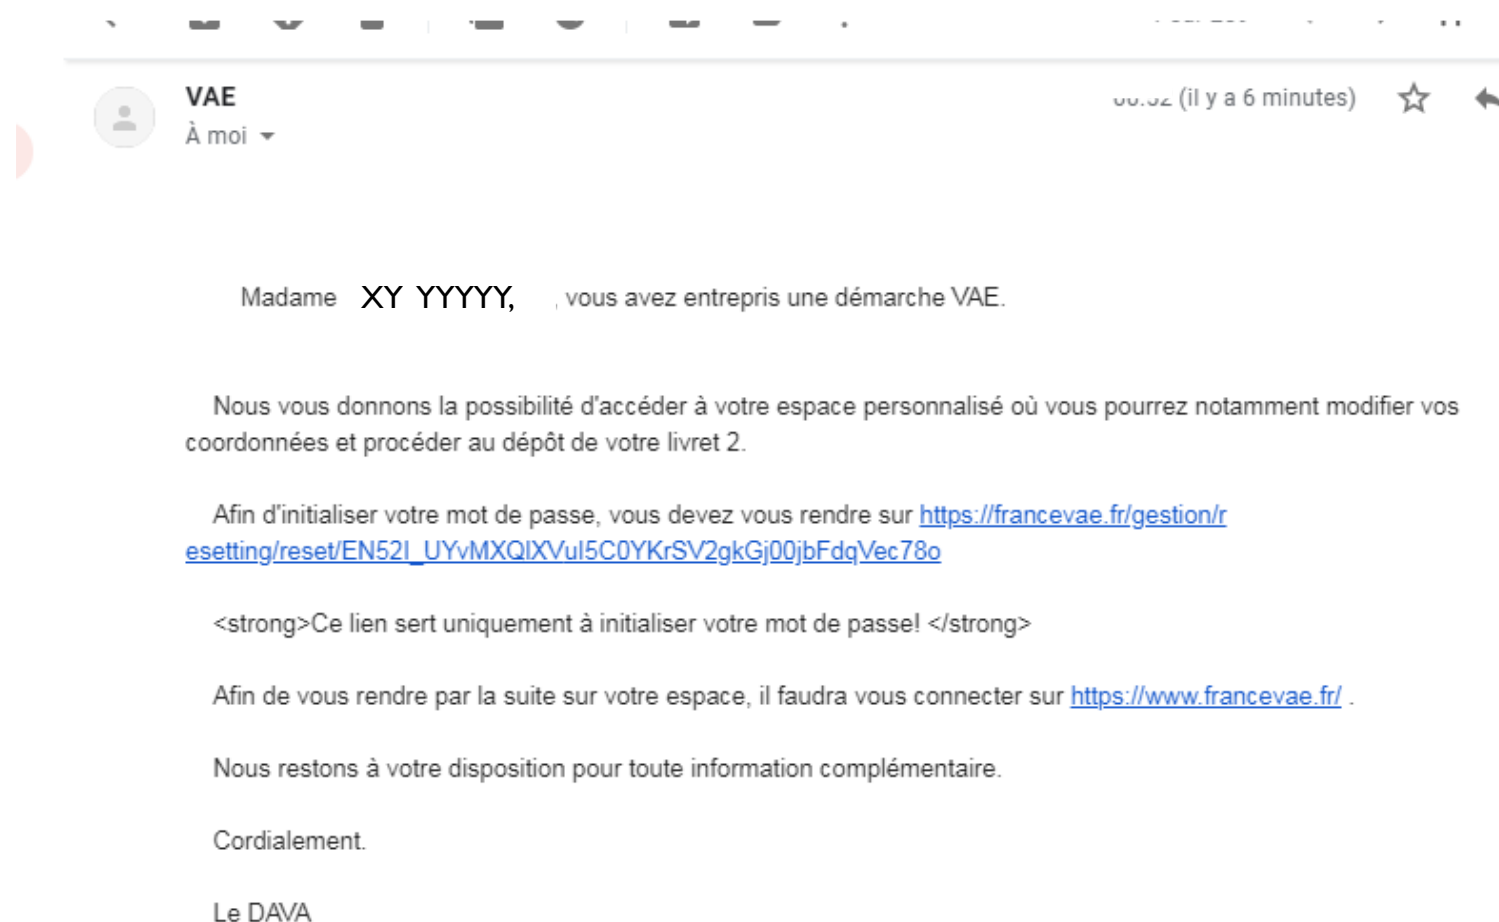 VAE
(il y a 6 minutes)
À moi
Madame XY YYYYY, , vous avez entrepris une démarche VAE.
Nous vous donnons la possibilité d'accéder à votre espace personnalisé où vous pourrez notamment modifier vos
coordonnées et procéder au dépôt de votre livret 2.
Afin d'initialiser votre mot de passe, vous devez vous rendre sur https://francevae.fr/gestion/r
esetting/reset/EN52I_UYvMXQIXVul5C0YKrSV2gkGj00jbFdqVec78o
<strong>Ce lien sert uniquement à initialiser votre mot de passe! </strong>
Afin de vous rendre par la suite sur votre espace, il faudra vous connecter sur https://www.francevae.fr/ .
Nous restons à votre disposition pour toute information complémentaire.
Cordialement.
Le DAVA